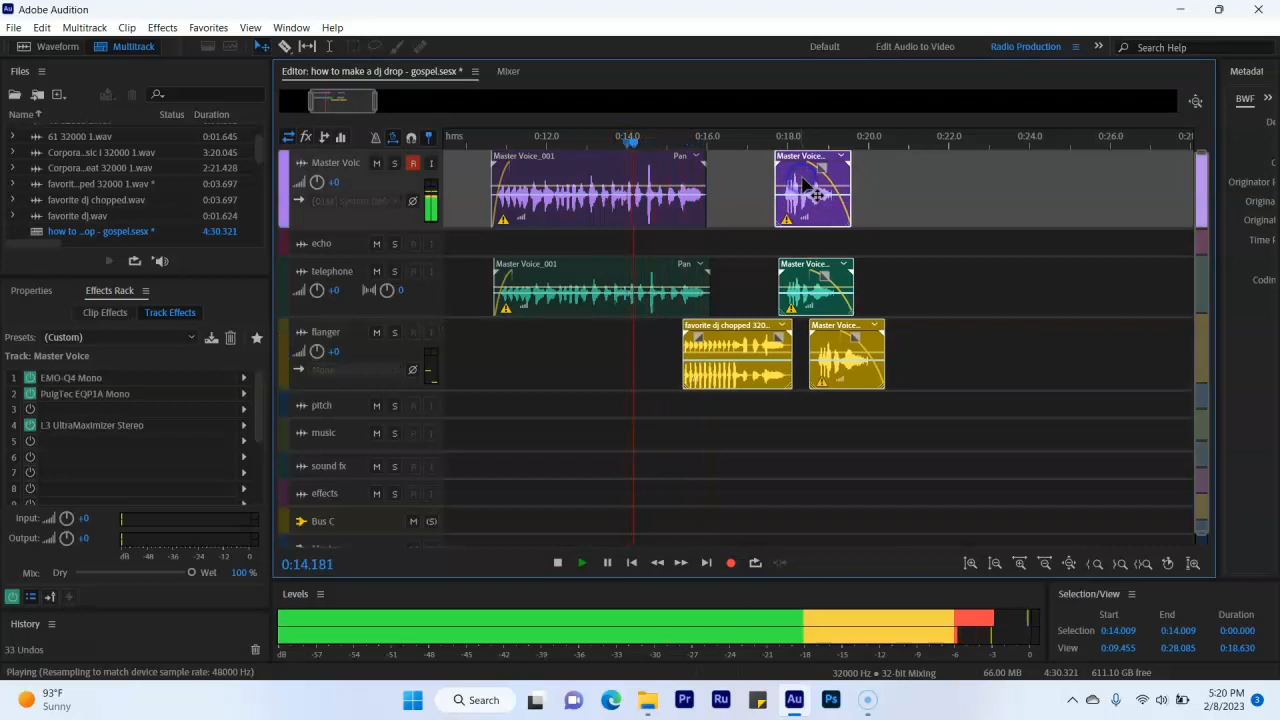 Adobe Audition
File Edit Multitrack Clip Effects Favorites View Window Help
Waveform Multitrack Default Edit Audio to Video Radio Production Search Help
Files Editor: how to make a dj drop - gospel.sesx * Mixer Metadat
BWF
Name Status Duration
61 32000 1.wav 0:01.645
Corpora...sic I 32000 1.wav 3:20.045
Corpora...eat 32000 1.wav 2:21.428
favorit...ped 32000 1.wav * 0:03.697
favorite dj chopped.wav 0:03.697
favorite dj.wav 0:01.624
how to ...op - gospel.sesx * 4:30.321
hms 0:12.0 0:14.0 0:16.0 0:18.0 0:20.0 0:22.0 0:24.0 0:26.0
Master Voic M S R I
+0
Master Voice_001 Pan
Master Voice...
echo M S
telephone M S
+0 0
Master Voice_001 Pan
Master Voice...
flanger M S
+0
favorite dj chopped 320...
Master Voice...
pitch M S
music M S
sound fx M S
effects M S
Bus C M (S)
Originator
Originat
Time
Codin
Properties Effects Rack
Clip Effects Track Effects
Presets: (Custom)
Track: Master Voice
1 EMO-Q4 Mono
2 PuigTec EQP1A Mono
3
4 L3 UltraMaximizer Stereo
5
6
7
8
9
Input: +0
Output: +0
dB -48 -36 -24 -12 0
Mix: Dry Wet 100 %
0:14.181
History
33 Undos
Levels
dB -57 -54 -51 -48 -45 -42 -39 -36 -33 -30 -27 -24 -21 -18 -15 -12 -9 -6 -3 0
Selection/View
Start End Duration
Selection 0:14.009 0:14.009 0:00.000
View 0:09.455 0:28.085 0:18.630
Playing (Resampling to match device sample rate: 48000 Hz) 32000 Hz ● 32-bit Mixing 66.00 MB 4:30.321 611.10 GB free
93°F
Sunny
Search
Pr Ru Au Ps
5:20 PM
2/8/2023
3